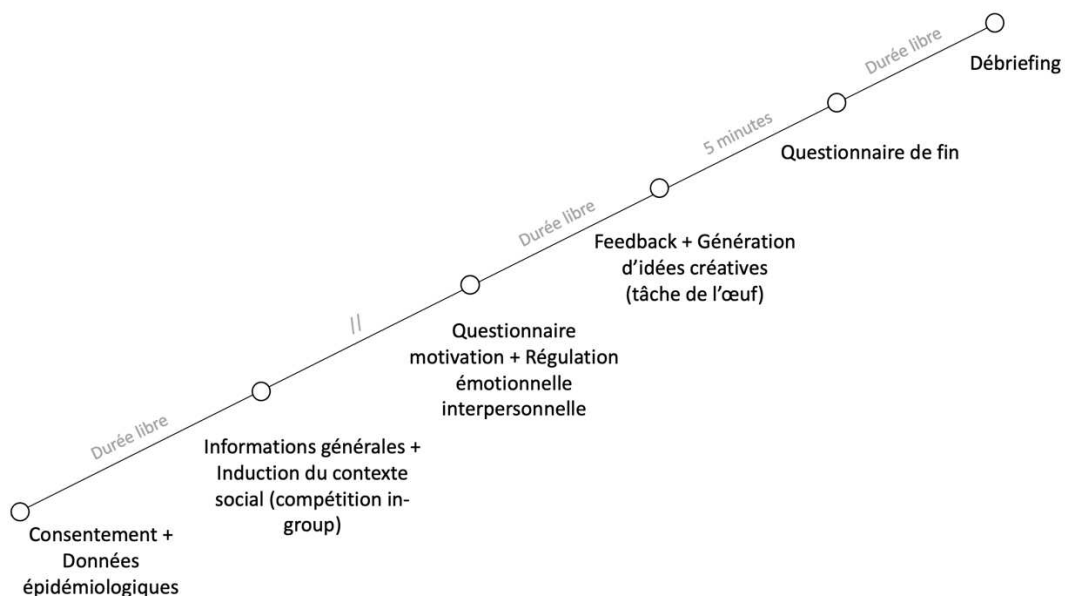 Durée libre
Débriefing
5 minutes
Questionnaire de fin
Durée libre
Feedback + Génération
d'idées créatives
(tâche de l'œuf)
//
Questionnaire
motivation + Régulation
émotionnelle
interpersonnelle
Durée libre
Informations générales +
Induction du contexte
social (compétition in-
group)
Consentement +
Données
épidémiologiques